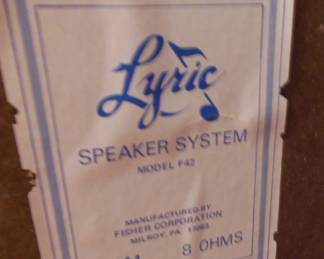 Lyric
SPEAKER SYSTEM
MODEL F42
MANUFACTURED BY
FISHER CORPORATION
MILROY, PA. 17063
8 OHMS